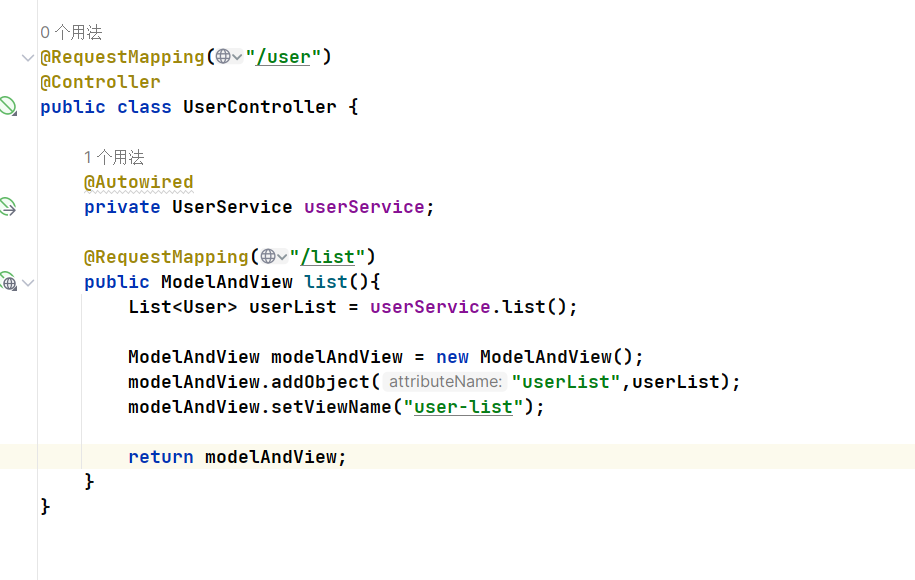 0 个用法
@RequestMapping("/user")
@Controller
public class UserController {
1 个用法
@Autowired
private UserService userService;
@RequestMapping("/list")
public ModelAndView list(){
List<User> userList = userService.list();
ModelAndView modelAndView = new ModelAndView();
modelAndView.addObject( attributeName: "userList",userList);
modelAndView.setViewName("user-list");
return modelAndView;
}
}